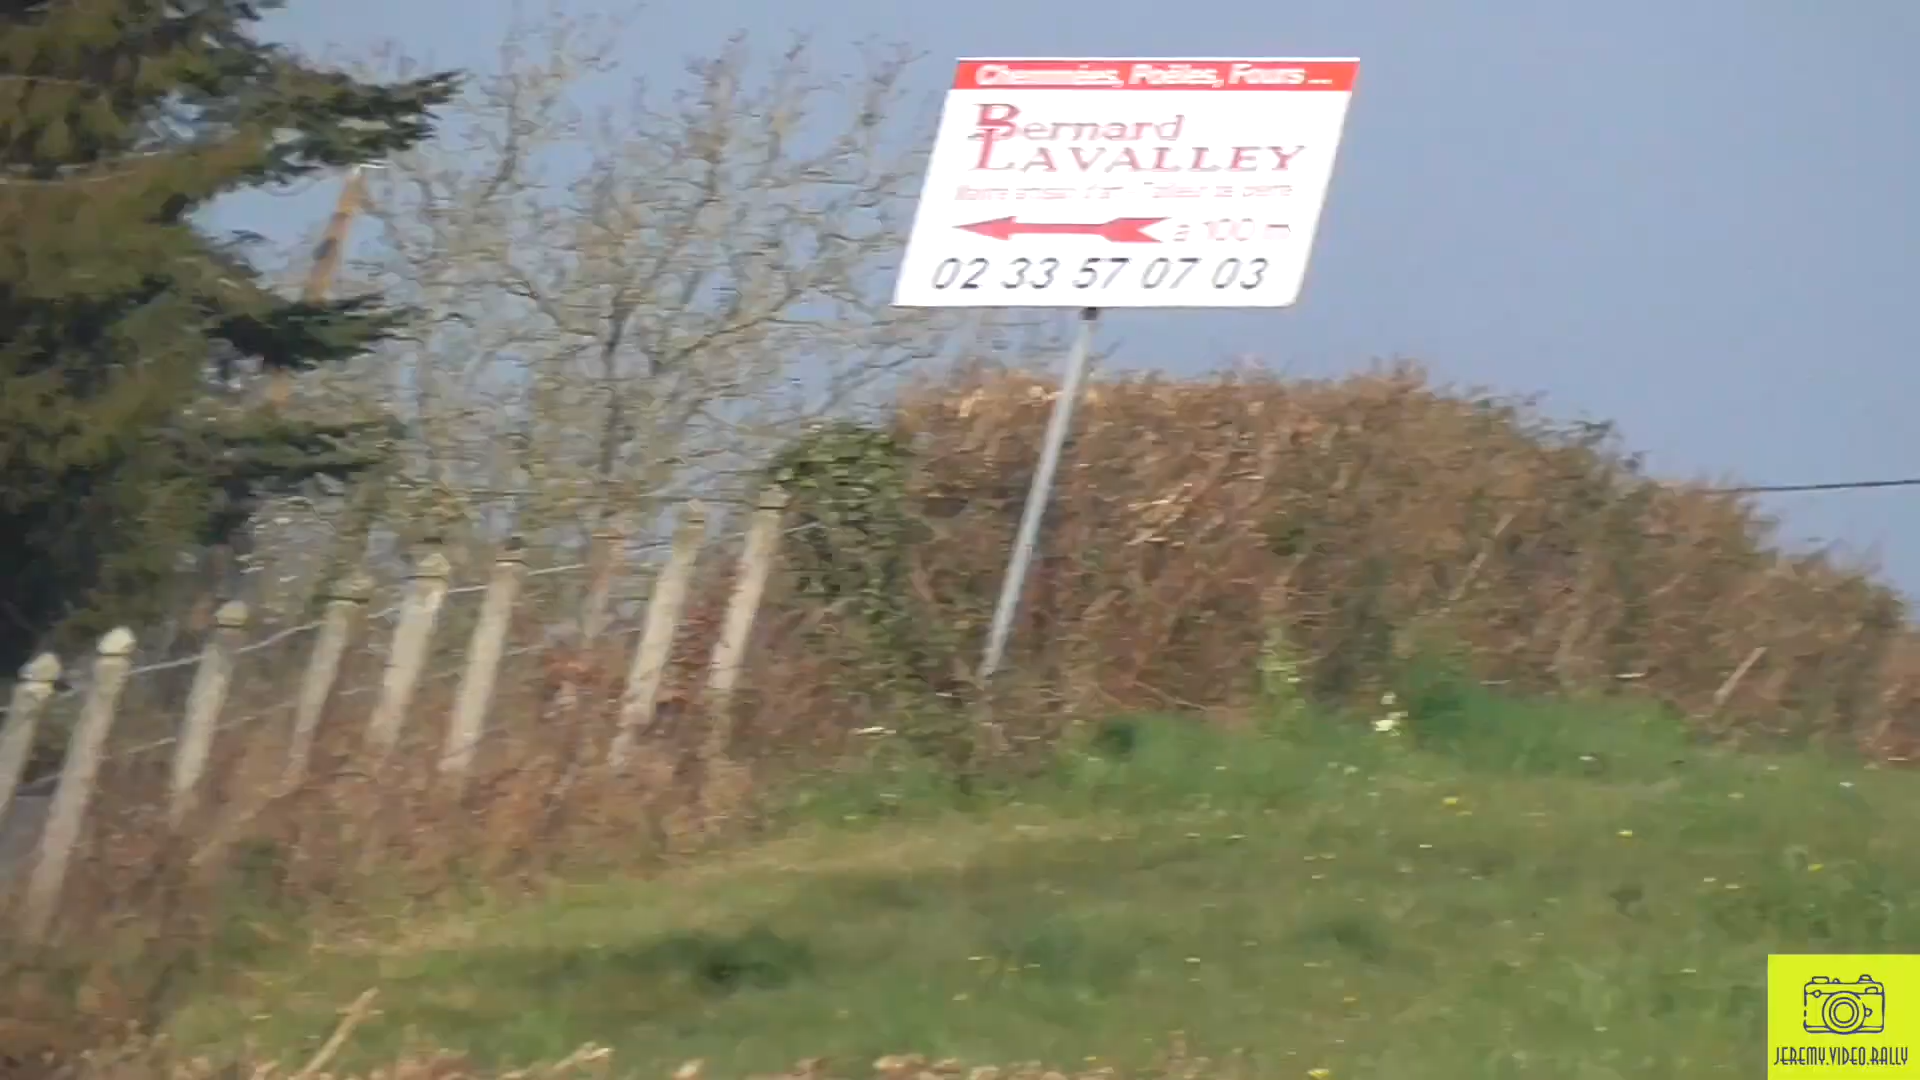 Cheminées, Poêles, Fours ...
Bernard
LAVALLEY
à 100 m
02 33 57 07 03
JEREMY.VIDEO.RALLY